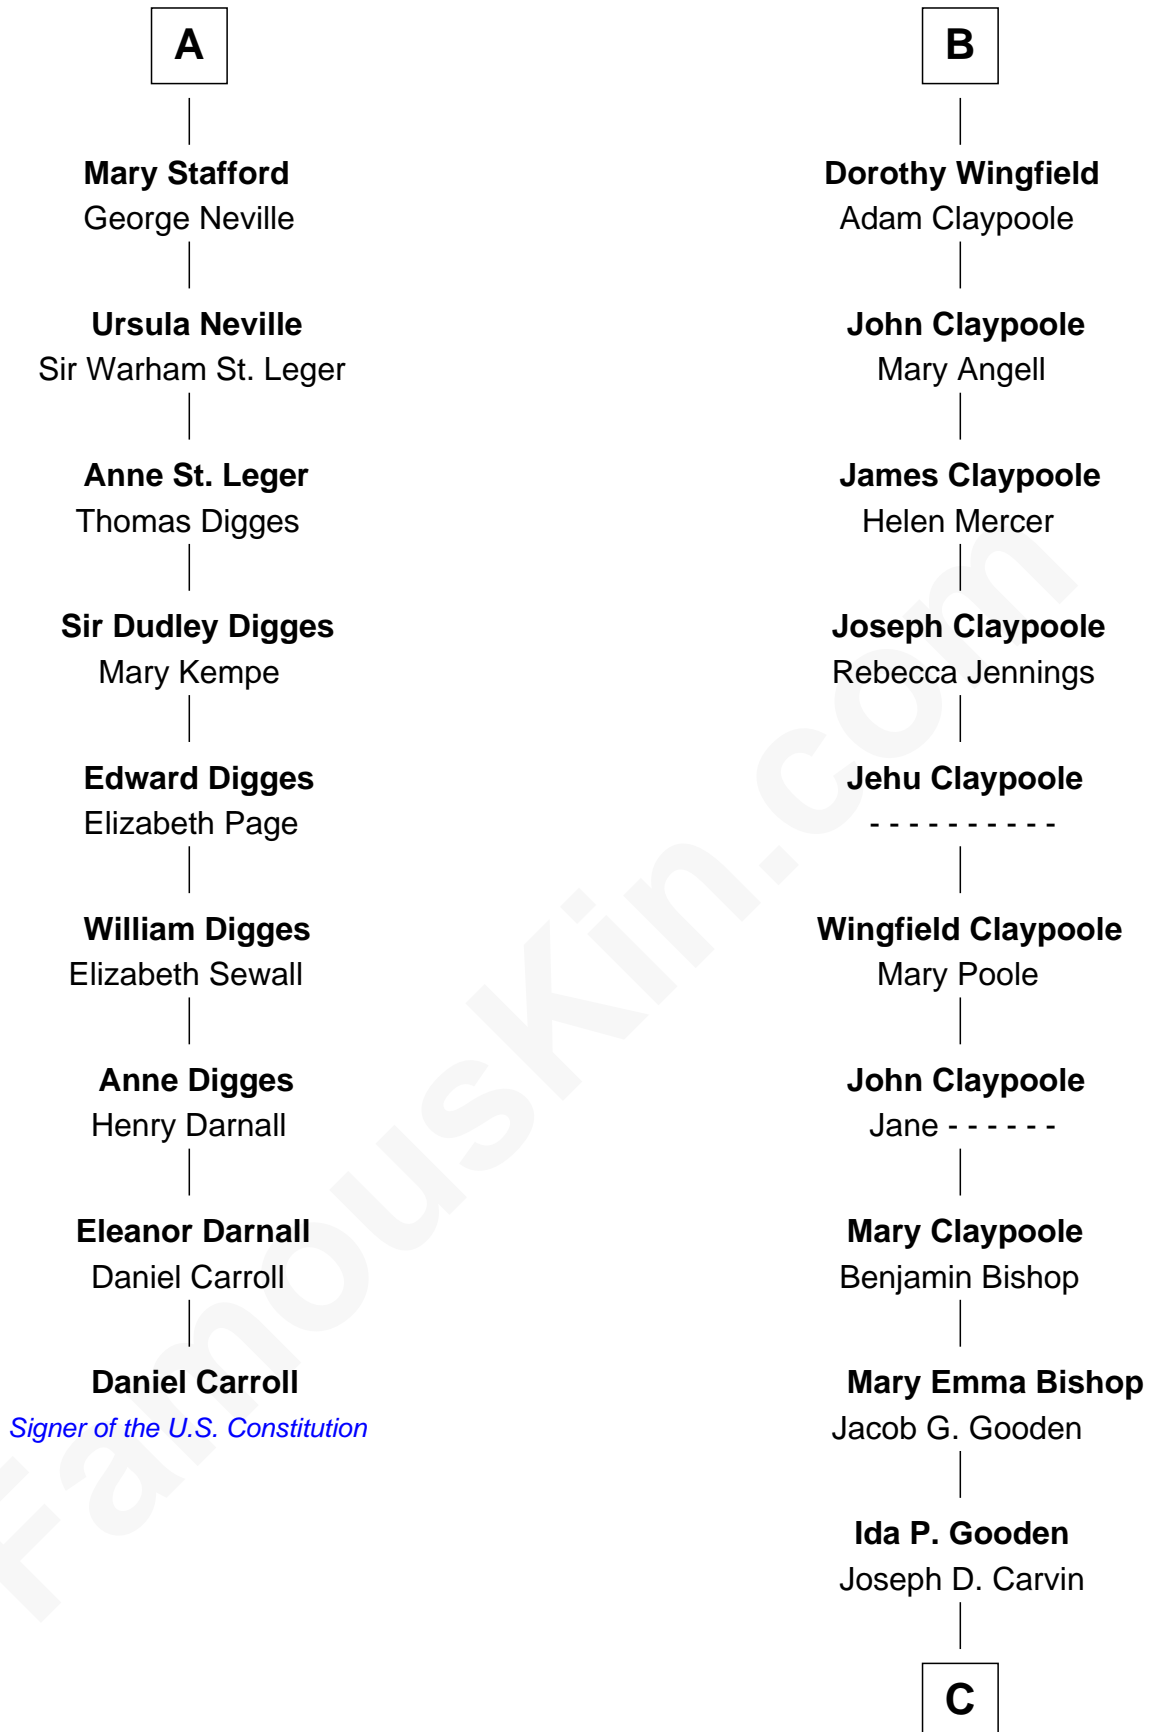 A
Mary Stafford
George Neville
Ursula Neville
Sir Warham St. Leger
Anne St. Leger
Thomas Digges
Sir Dudley Digges
Mary Kempe
Edward Digges
Elizabeth Page
William Digges
Elizabeth Sewall
Anne Digges
Henry Darnall
Eleanor Darnall
Daniel Carroll
Daniel Carroll
Signer of the U.S. Constitution
B
Dorothy Wingfield
Adam Claypoole
John Claypoole
Mary Angell
James Claypoole
Helen Mercer
Joseph Claypoole
Rebecca Jennings
Jehu Claypoole
- - - - - - - - - -
Wingfield Claypoole
Mary Poole
John Claypoole
Jane - - - - - -
Mary Claypoole
Benjamin Bishop
Mary Emma Bishop
Jacob G. Gooden
Ida P. Gooden
Joseph D. Carvin
C
FamousKin.com